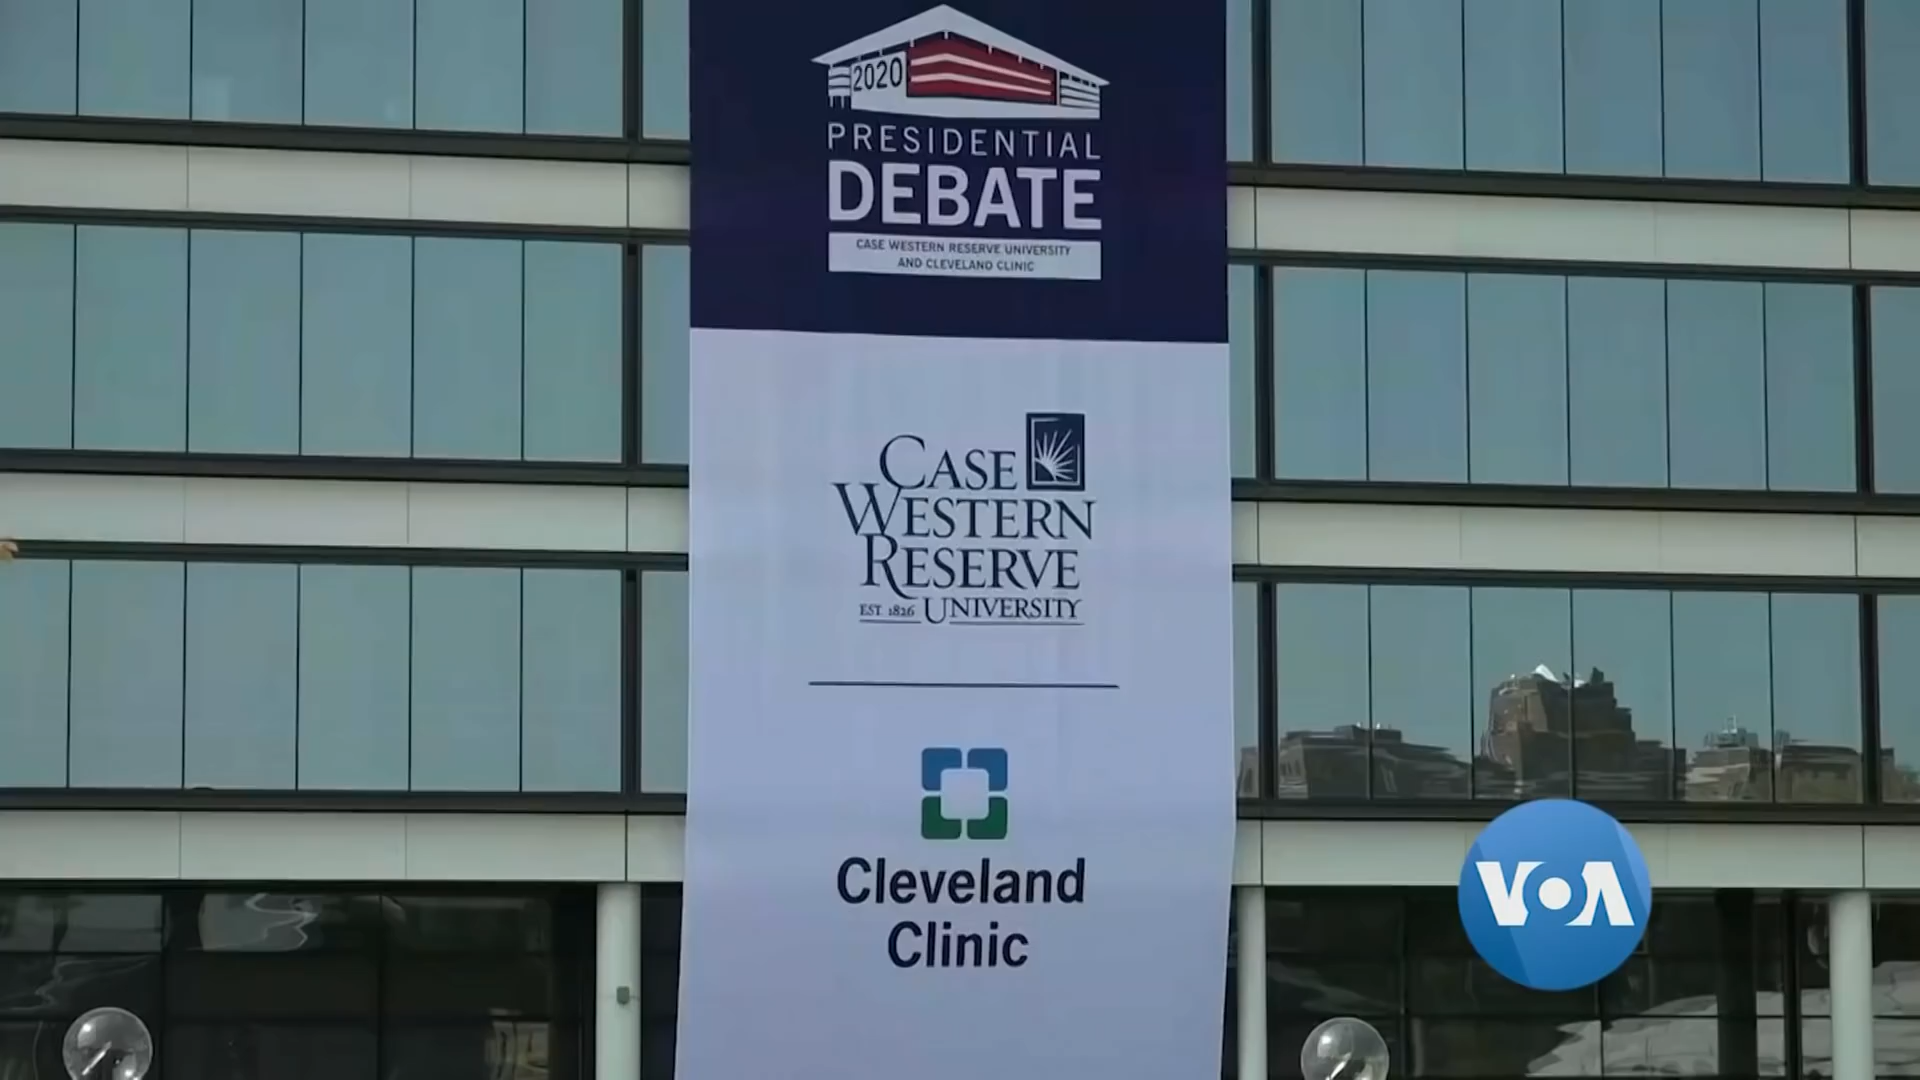 2020
PRESIDENTIAL
DEBATE
CASE WESTERN RESERVE UNIVERSITY
AND CLEVELAND CLINIC
CASE
WESTERN
RESERVE
EST. 1826 UNIVERSITY
Cleveland
Clinic
VOA